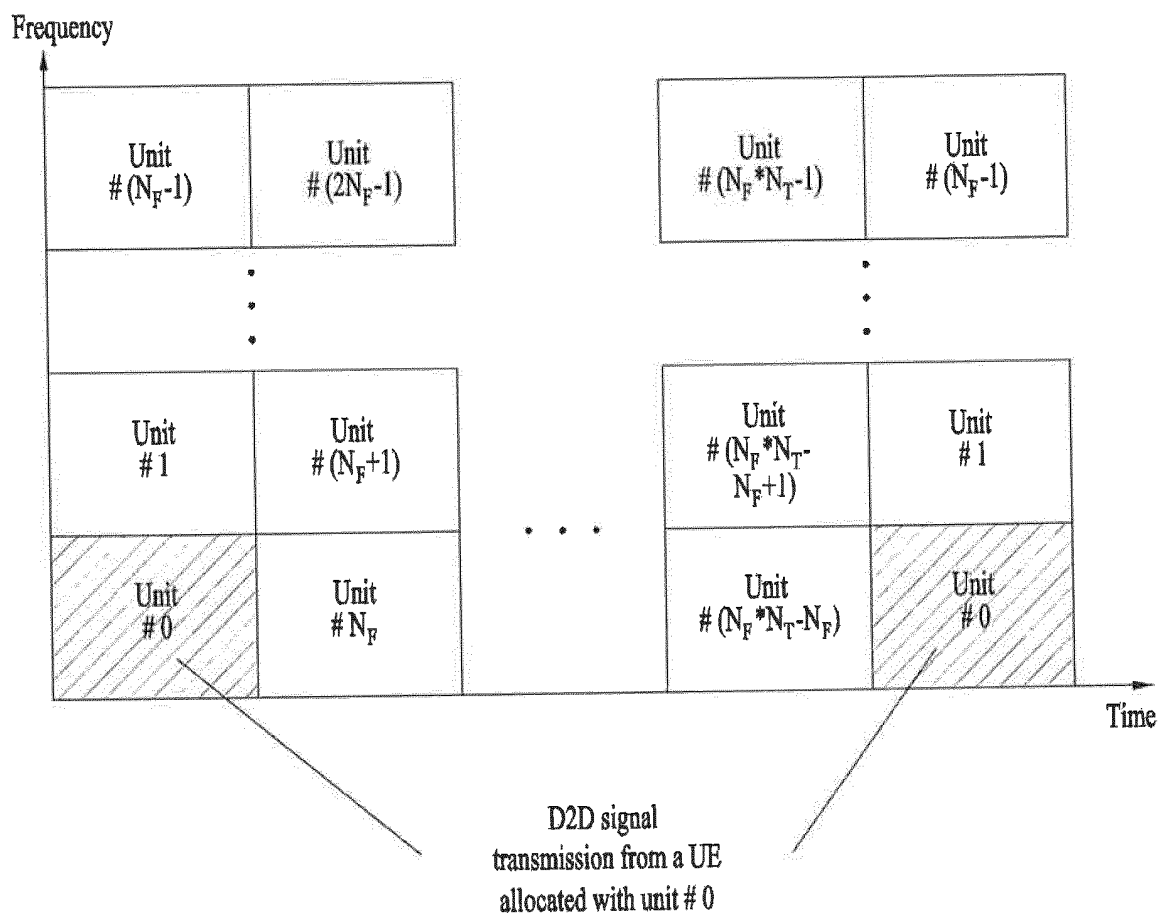 Frequency
Unit
# (N_F-1)
Unit
# (2N_F-1)
Unit
# (N_F*N_T-1)
Unit
# (N_F-1)
Unit
# 1
Unit
# (N_F+1)
Unit
# (N_F*N_T-
N_F+1)
Unit
# 1
Unit
# 0
Unit
# N_F
Unit
# (N_F*N_T-N_F)
Unit
# 0
Time
D2D signal
transmission from a UE
allocated with unit # 0